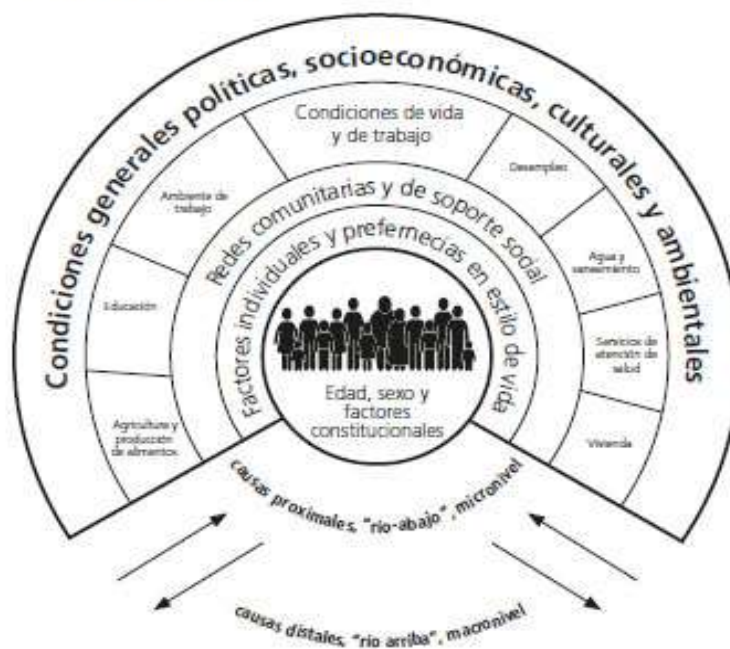 Condiciones generales políticas, socioeconómicas, culturales y ambientales
Condiciones de vida
y de trabajo
Ambiente de
trabajo
Desempleo
Educación
Agua y
saneamiento
Agricultura y
producción
de alimentos
Servicios de
atención de
salud
Vivienda
Redes comunitarias y de soporte social
Factores individuales y prefernecias en estilo de vida
Edad, sexo y
factores
constitucionales
causas proximales, "río-abajo", micronivel
causas distales, "río arriba", macronivel